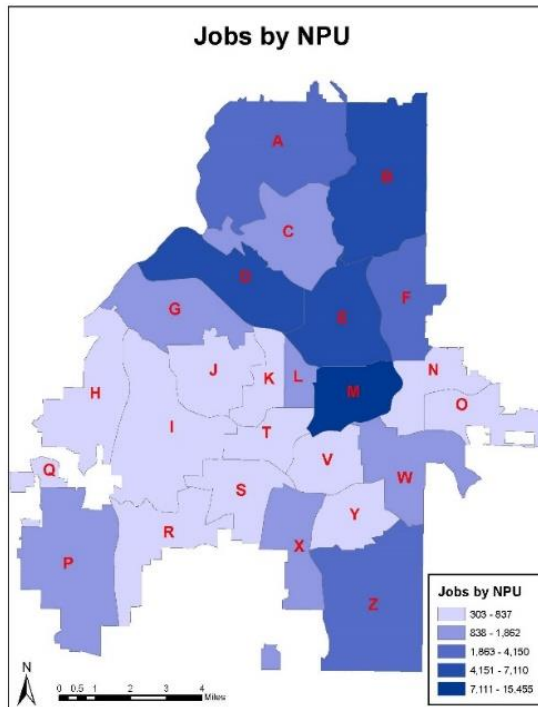 Jobs by NPU
A
B
C
D
E
F
G
H
I
J
K
L
M
N
O
Q
T
V
W
S
Y
R
X
P
Z
Jobs by NPU
303 - 837
838 - 1,862
1,863 - 4,150
4,151 - 7,110
7,111 - 15,455
N
0 0.5 1 2 3 4
Miles